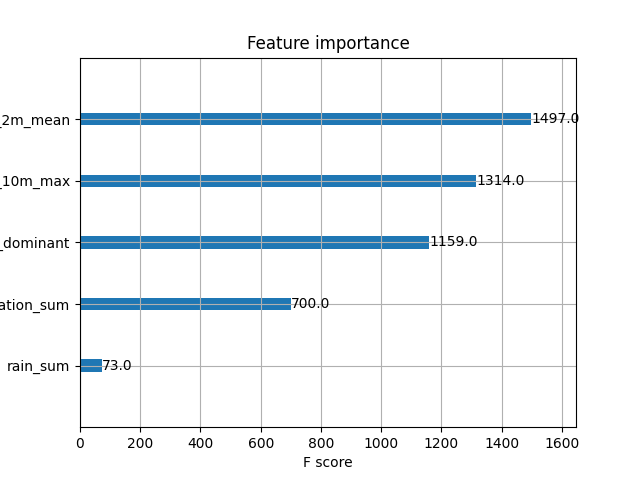 Feature importance
_2m_mean
1497.0
_10m_max
1314.0
_dominant
1159.0
ation_sum
700.0
rain_sum
73.0
0 200 400 600 800 1000 1200 1400 1600
F score